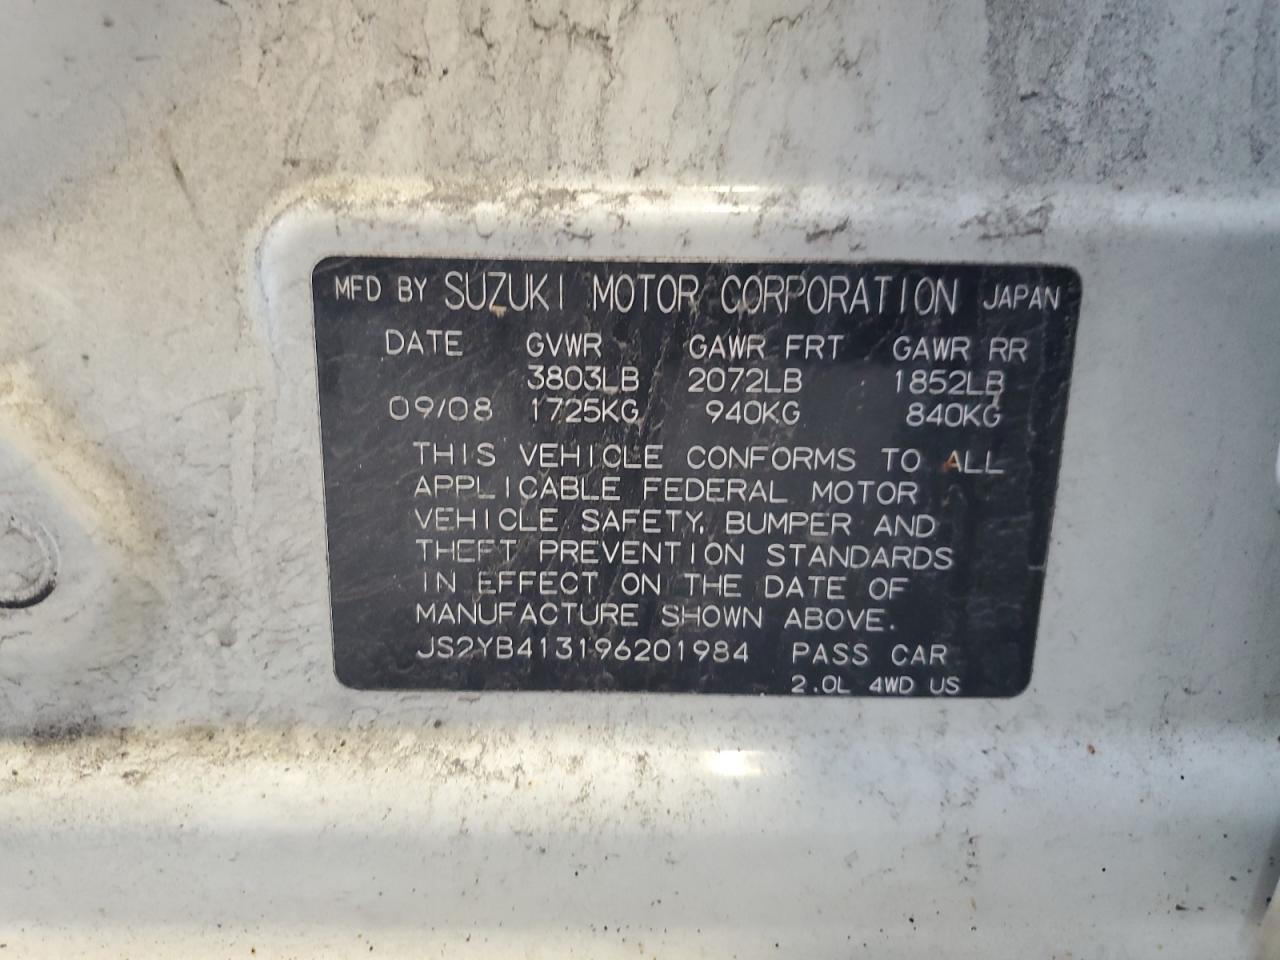 MFD BY SUZUKI MOTOR CORPORATION JAPAN
DATE GVWR GAWR FRT GAWR RR
3803LB 2072LB 1852LB
09/08 1725KG 940KG 840KG
THIS VEHICLE CONFORMS TO ALL
APPLICABLE FEDERAL MOTOR
VEHICLE SAFETY, BUMPER AND
THEFT PREVENTION STANDARDS
IN EFFECT ON THE DATE OF
MANUFACTURE SHOWN ABOVE.
JS2YB413196201984 PASS CAR
2.0L 4WD US